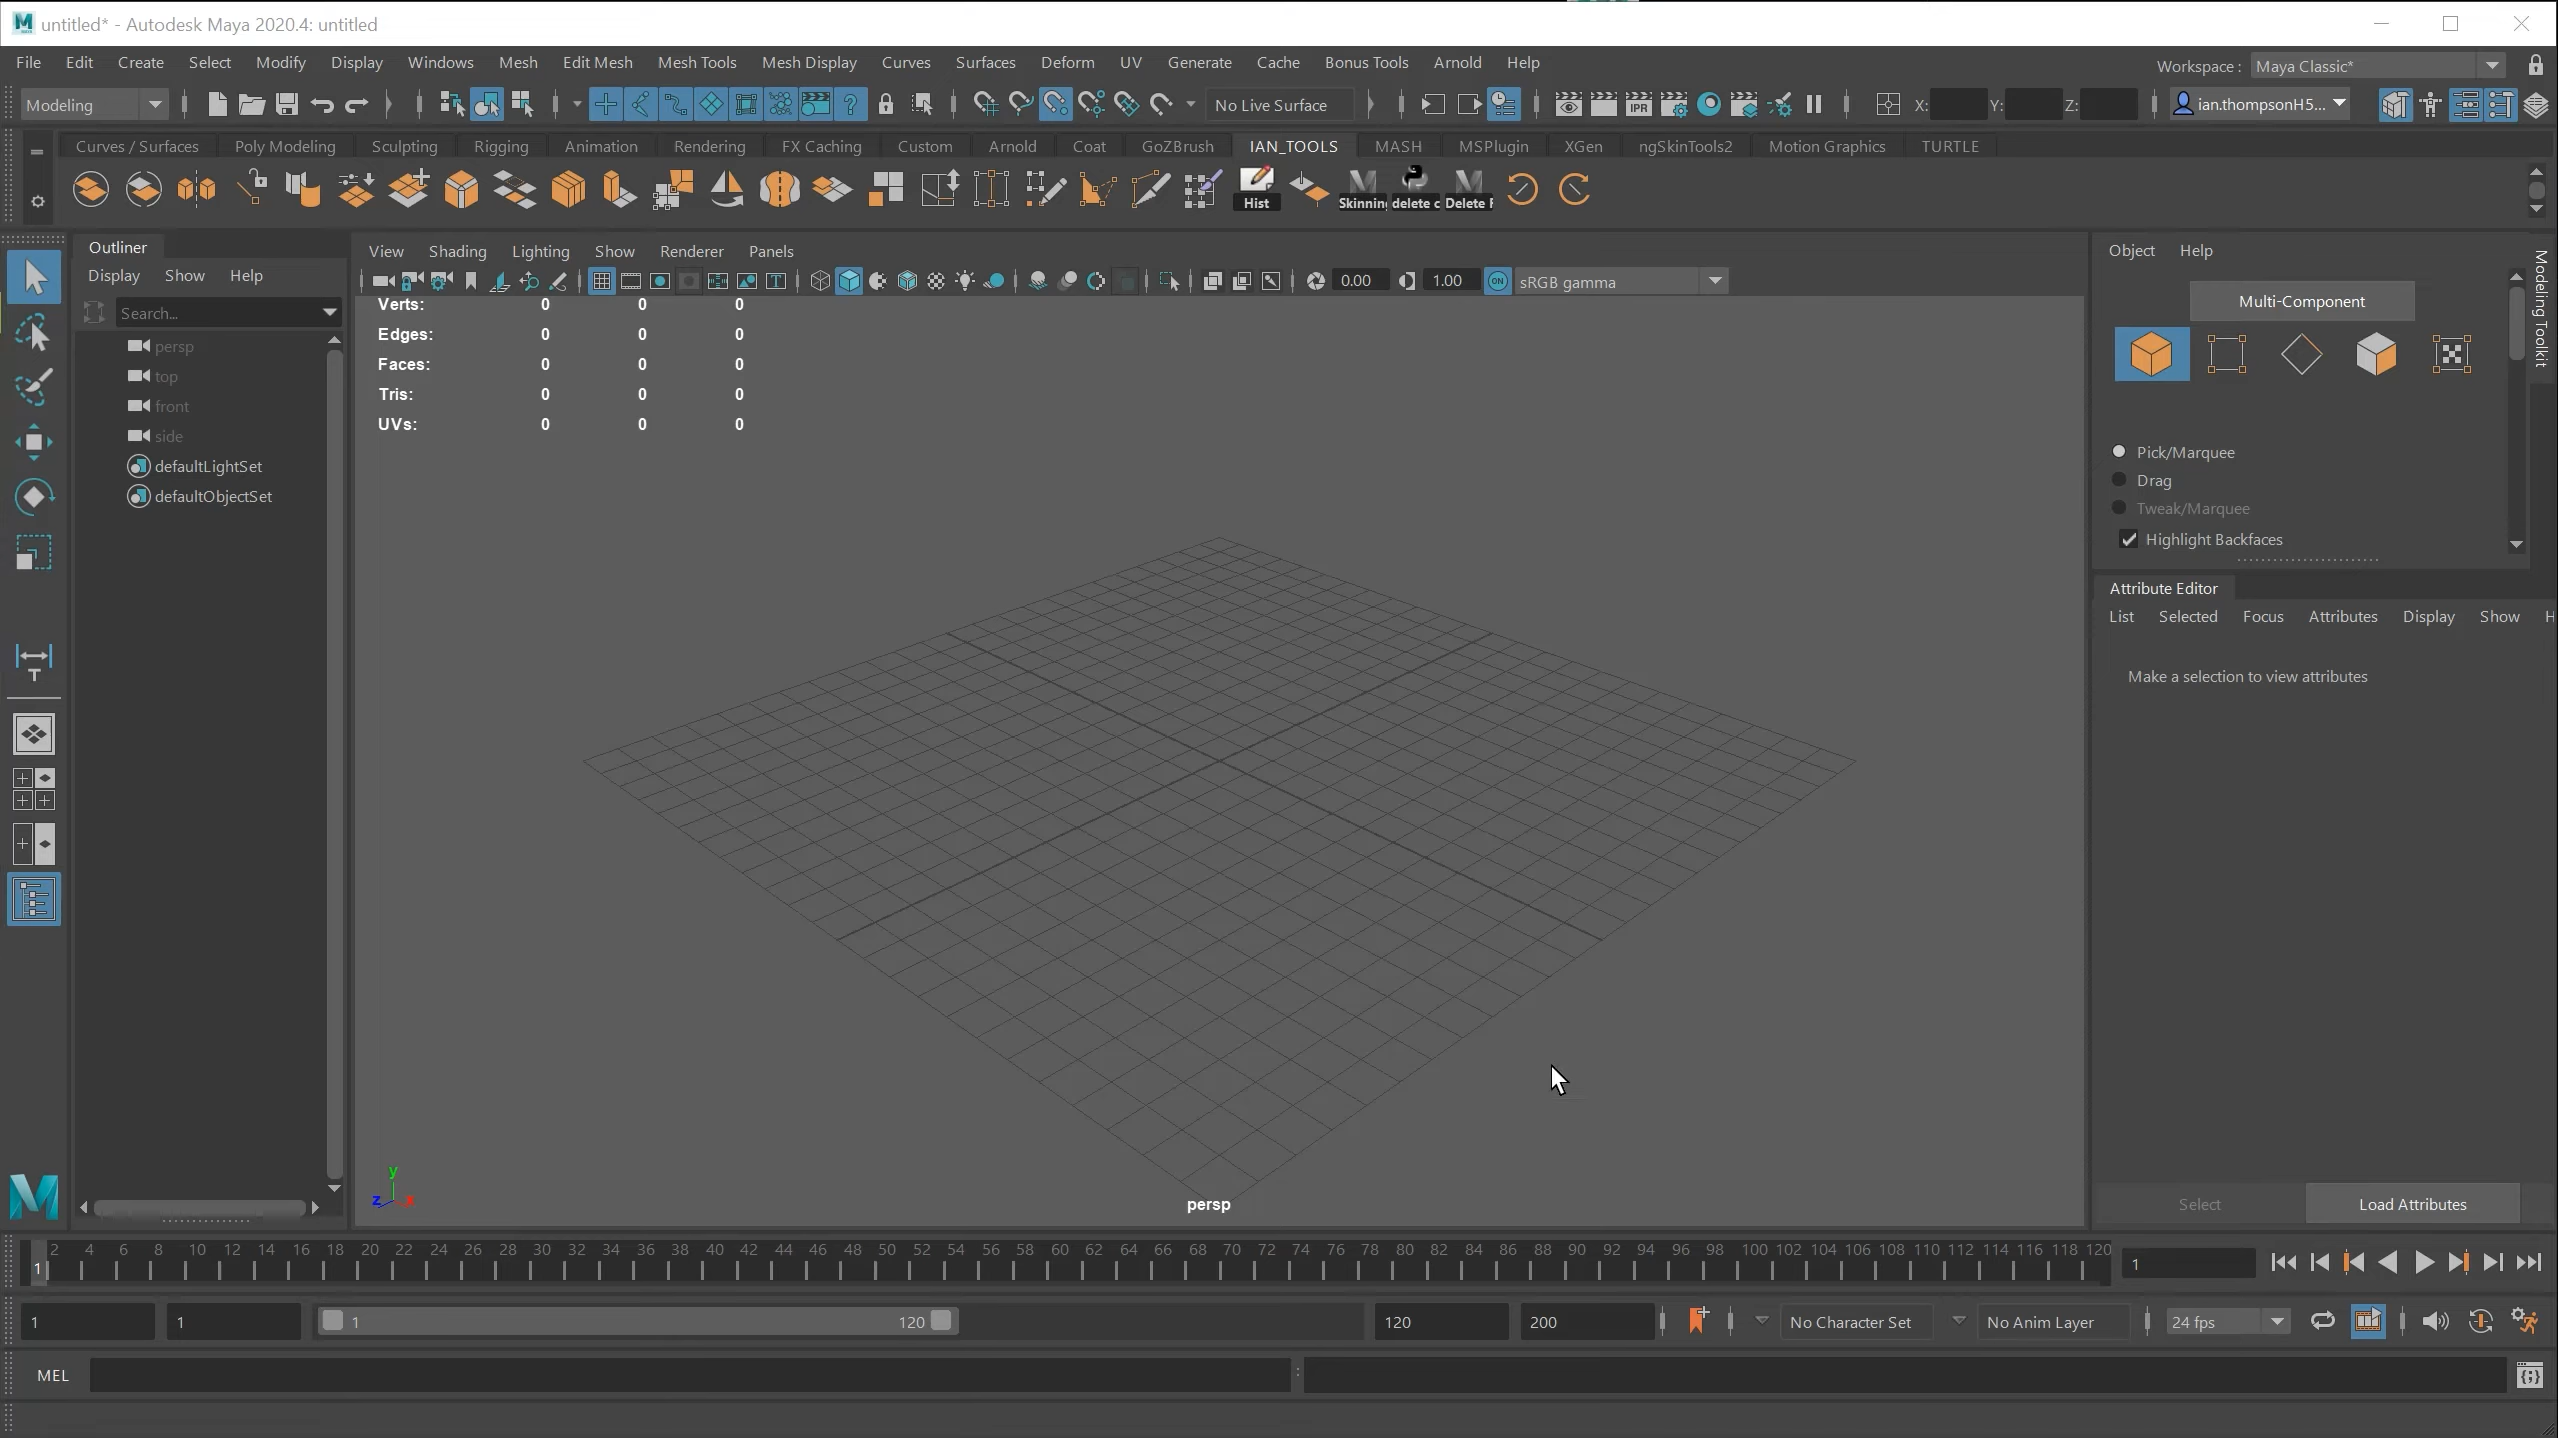 untitled* - Autodesk Maya 2020.4: untitled
File Edit Create Select Modify Display Windows Mesh Edit Mesh Mesh Tools Mesh Display Curves Surfaces Deform UV Generate Cache Bonus Tools Arnold Help Workspace : Maya Classic*
Modeling No Live Surface IPR X: Y: Z: ian.thompsonH5...
Curves / Surfaces Poly Modeling Sculpting Rigging Animation Rendering FX Caching Custom Arnold Coat GoZBrush IAN_TOOLS MASH MSPlugin XGen ngSkinTools2 Motion Graphics TURTLE
Hist Skinning delete c Delete
Outliner
Display Show Help
Search...
persp
top
front
side
defaultLightSet
defaultObjectSet
View Shading Lighting Show Renderer Panels
0.00 1.00 ON sRGB gamma
Verts: 0 0 0
Edges: 0 0 0
Faces: 0 0 0
Tris: 0 0 0
UVs: 0 0 0
y
z x
persp
Object Help
Modeling Toolkit
Multi-Component
Pick/Marquee
Drag
Tweak/Marquee
Highlight Backfaces
Attribute Editor
List Selected Focus Attributes Display Show H
Make a selection to view attributes
Select Load Attributes
2 4 6 8 10 12 14 16 18 20 22 24 26 28 30 32 34 36 38 40 42 44 46 48 50 52 54 56 58 60 62 64 66 68 70 72 74 76 78 80 82 84 86 88 90 92 94 96 98 100 102 104 106 108 110 112 114 116 118 120
1 1
1 1 1 120 120 200 No Character Set No Anim Layer 24 fps
MEL